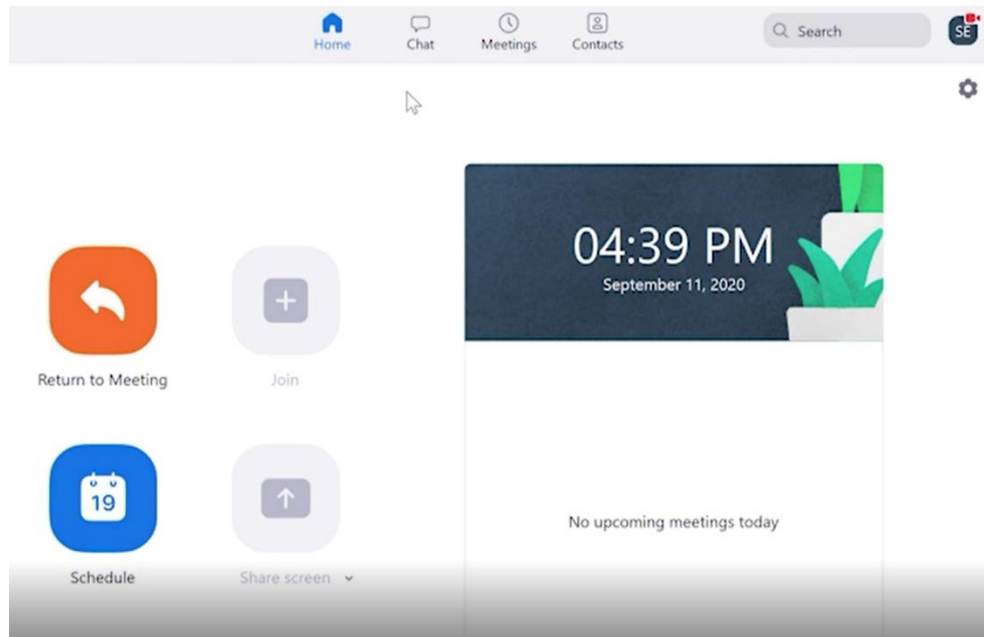 Home
Chat
Meetings
Contacts
Search
SE
04:39 PM
September 11, 2020
Return to Meeting
Join
19
Schedule
Share screen
No upcoming meetings today